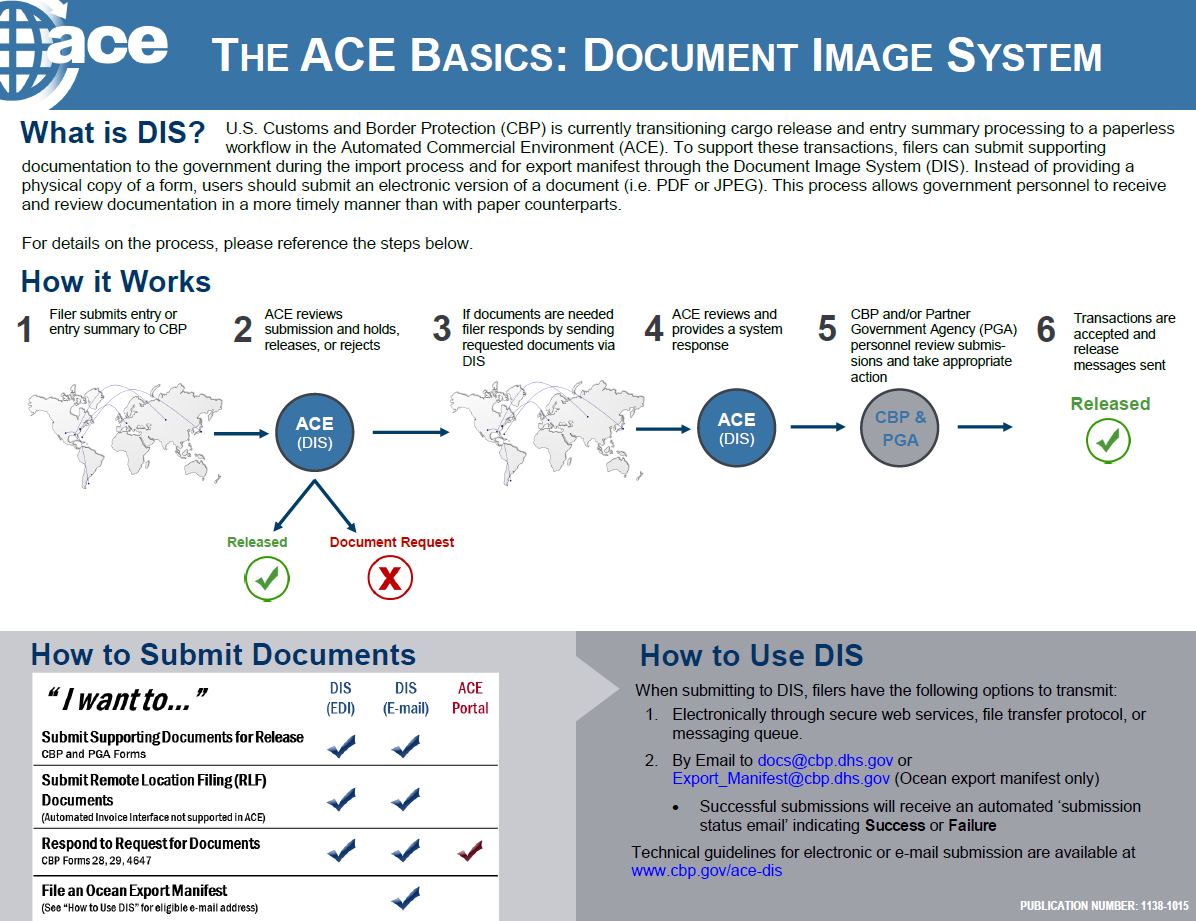 ace
THE ACE BASICS: DOCUMENT IMAGE SYSTEM
What is DIS?
U.S. Customs and Border Protection (CBP) is currently transitioning cargo release and entry summary processing to a paperless
workflow in the Automated Commercial Environment (ACE). To support these transactions, filers can submit supporting
documentation to the government during the import process and for export manifest through the Document Image System (DIS). Instead of providing a
physical copy of a form, users should submit an electronic version of a document (i.e. PDF or JPEG). This process allows government personnel to receive
and review documentation in a more timely manner than with paper counterparts.
For details on the process, please reference the steps below.
How it Works
1
Filer submits entry or
entry summary to CBP
2
ACE reviews
submission and holds,
releases, or rejects
3
If documents are needed
filer responds by sending
requested documents via
DIS
4
ACE reviews and
provides a system
response
5
CBP and/or Partner
Government Agency (PGA)
personnel review submis-
sions and take appropriate
action
6
Transactions are
accepted and
release
messages sent
ACE
(DIS)
ACE
(DIS)
CBP &
PGA
Released
Released
Document Request
X
How to Submit Documents
“ I want to...”
DIS
(EDI)
DIS
(E-mail)
ACE
Portal
Submit Supporting Documents for Release
CBP and PGA Forms
Submit Remote Location Filing (RLF)
Documents
(Automated Invoice Interface not supported in ACE)
Respond to Request for Documents
CBP Forms 28, 29, 4647
File an Ocean Export Manifest
(See “How to Use DIS” for eligible e-mail address)
How to Use DIS
When submitting to DIS, filers have the following options to transmit:
1. Electronically through secure web services, file transfer protocol, or
messaging queue.
2. By Email to docs@cbp.dhs.gov or
Export_Manifest@cbp.dhs.gov (Ocean export manifest only)
• Successful submissions will receive an automated ‘submission
status email’ indicating Success or Failure
Technical guidelines for electronic or e-mail submission are available at
www.cbp.gov/ace-dis
PUBLICATION NUMBER: 1138-1015